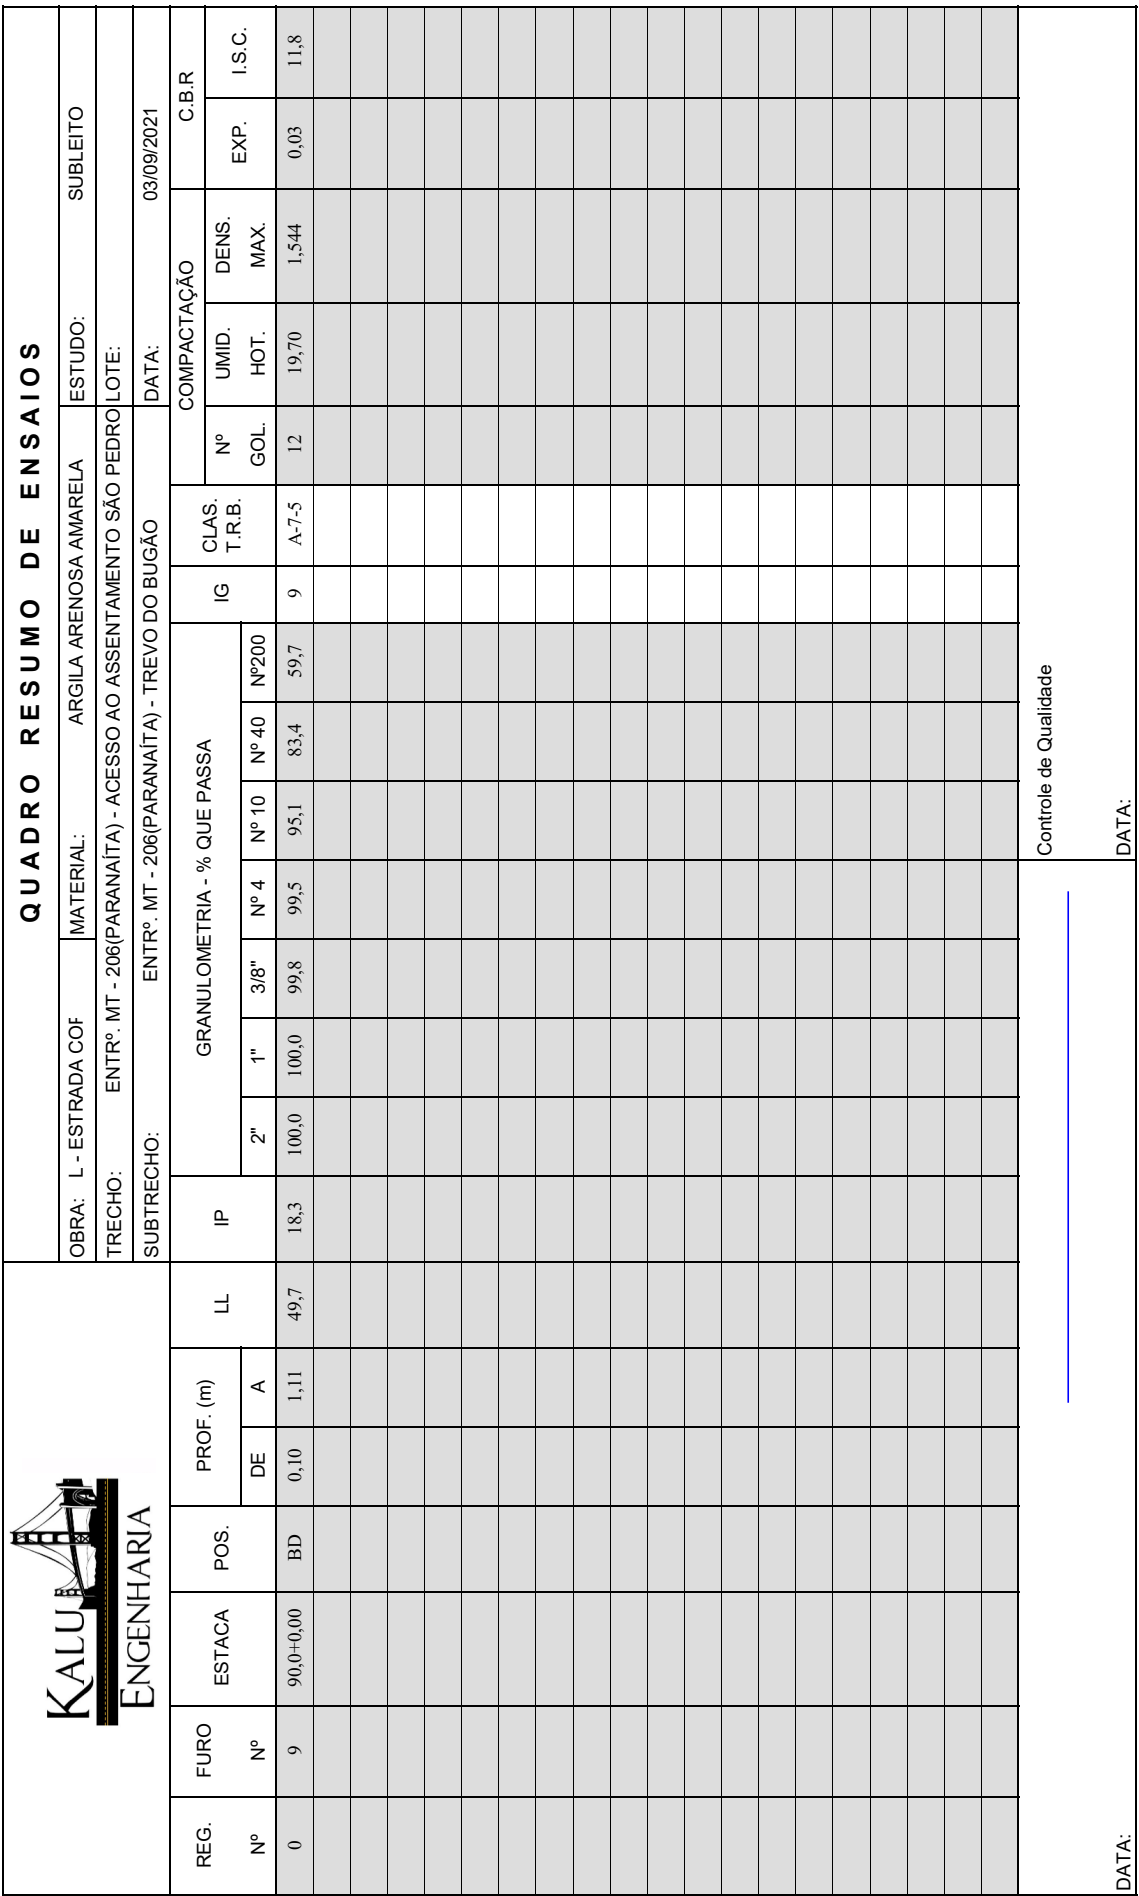 KALU
ENGENHARIA
QUADRO RESUMO DE ENSAIOS
OBRA: L - ESTRADA COF MATERIAL: ARGILA ARENOSA AMARELA ESTUDO: SUBLEITO
TRECHO: ENTRº. MT - 206(PARANAÍTA) - ACESSO AO ASSENTAMENTO SÃO PEDRO LOTE:
SUBTRECHO: ENTRº. MT - 206(PARANAÍTA) - TREVO DO BUGÃO DATA: 03/09/2021
REG. Nº FURO Nº ESTACA POS. PROF. (m) LL IP GRANULOMETRIA - % QUE PASSA IG CLAS. T.R.B. COMPACTAÇÃO C.B.R
DE A 2" 1" 3/8" Nº 4 Nº 10 Nº 40 Nº200 Nº GOL. UMID. HOT. DENS. MAX. EXP. I.S.C.
0 9 90,0+0,00 BD 0,10 1,11 49,7 18,3 100,0 100,0 99,8 99,5 95,1 83,4 59,7 9 A-7-5 12 19,70 1,544 0,03 11,8
Controle de Qualidade
DATA: DATA: